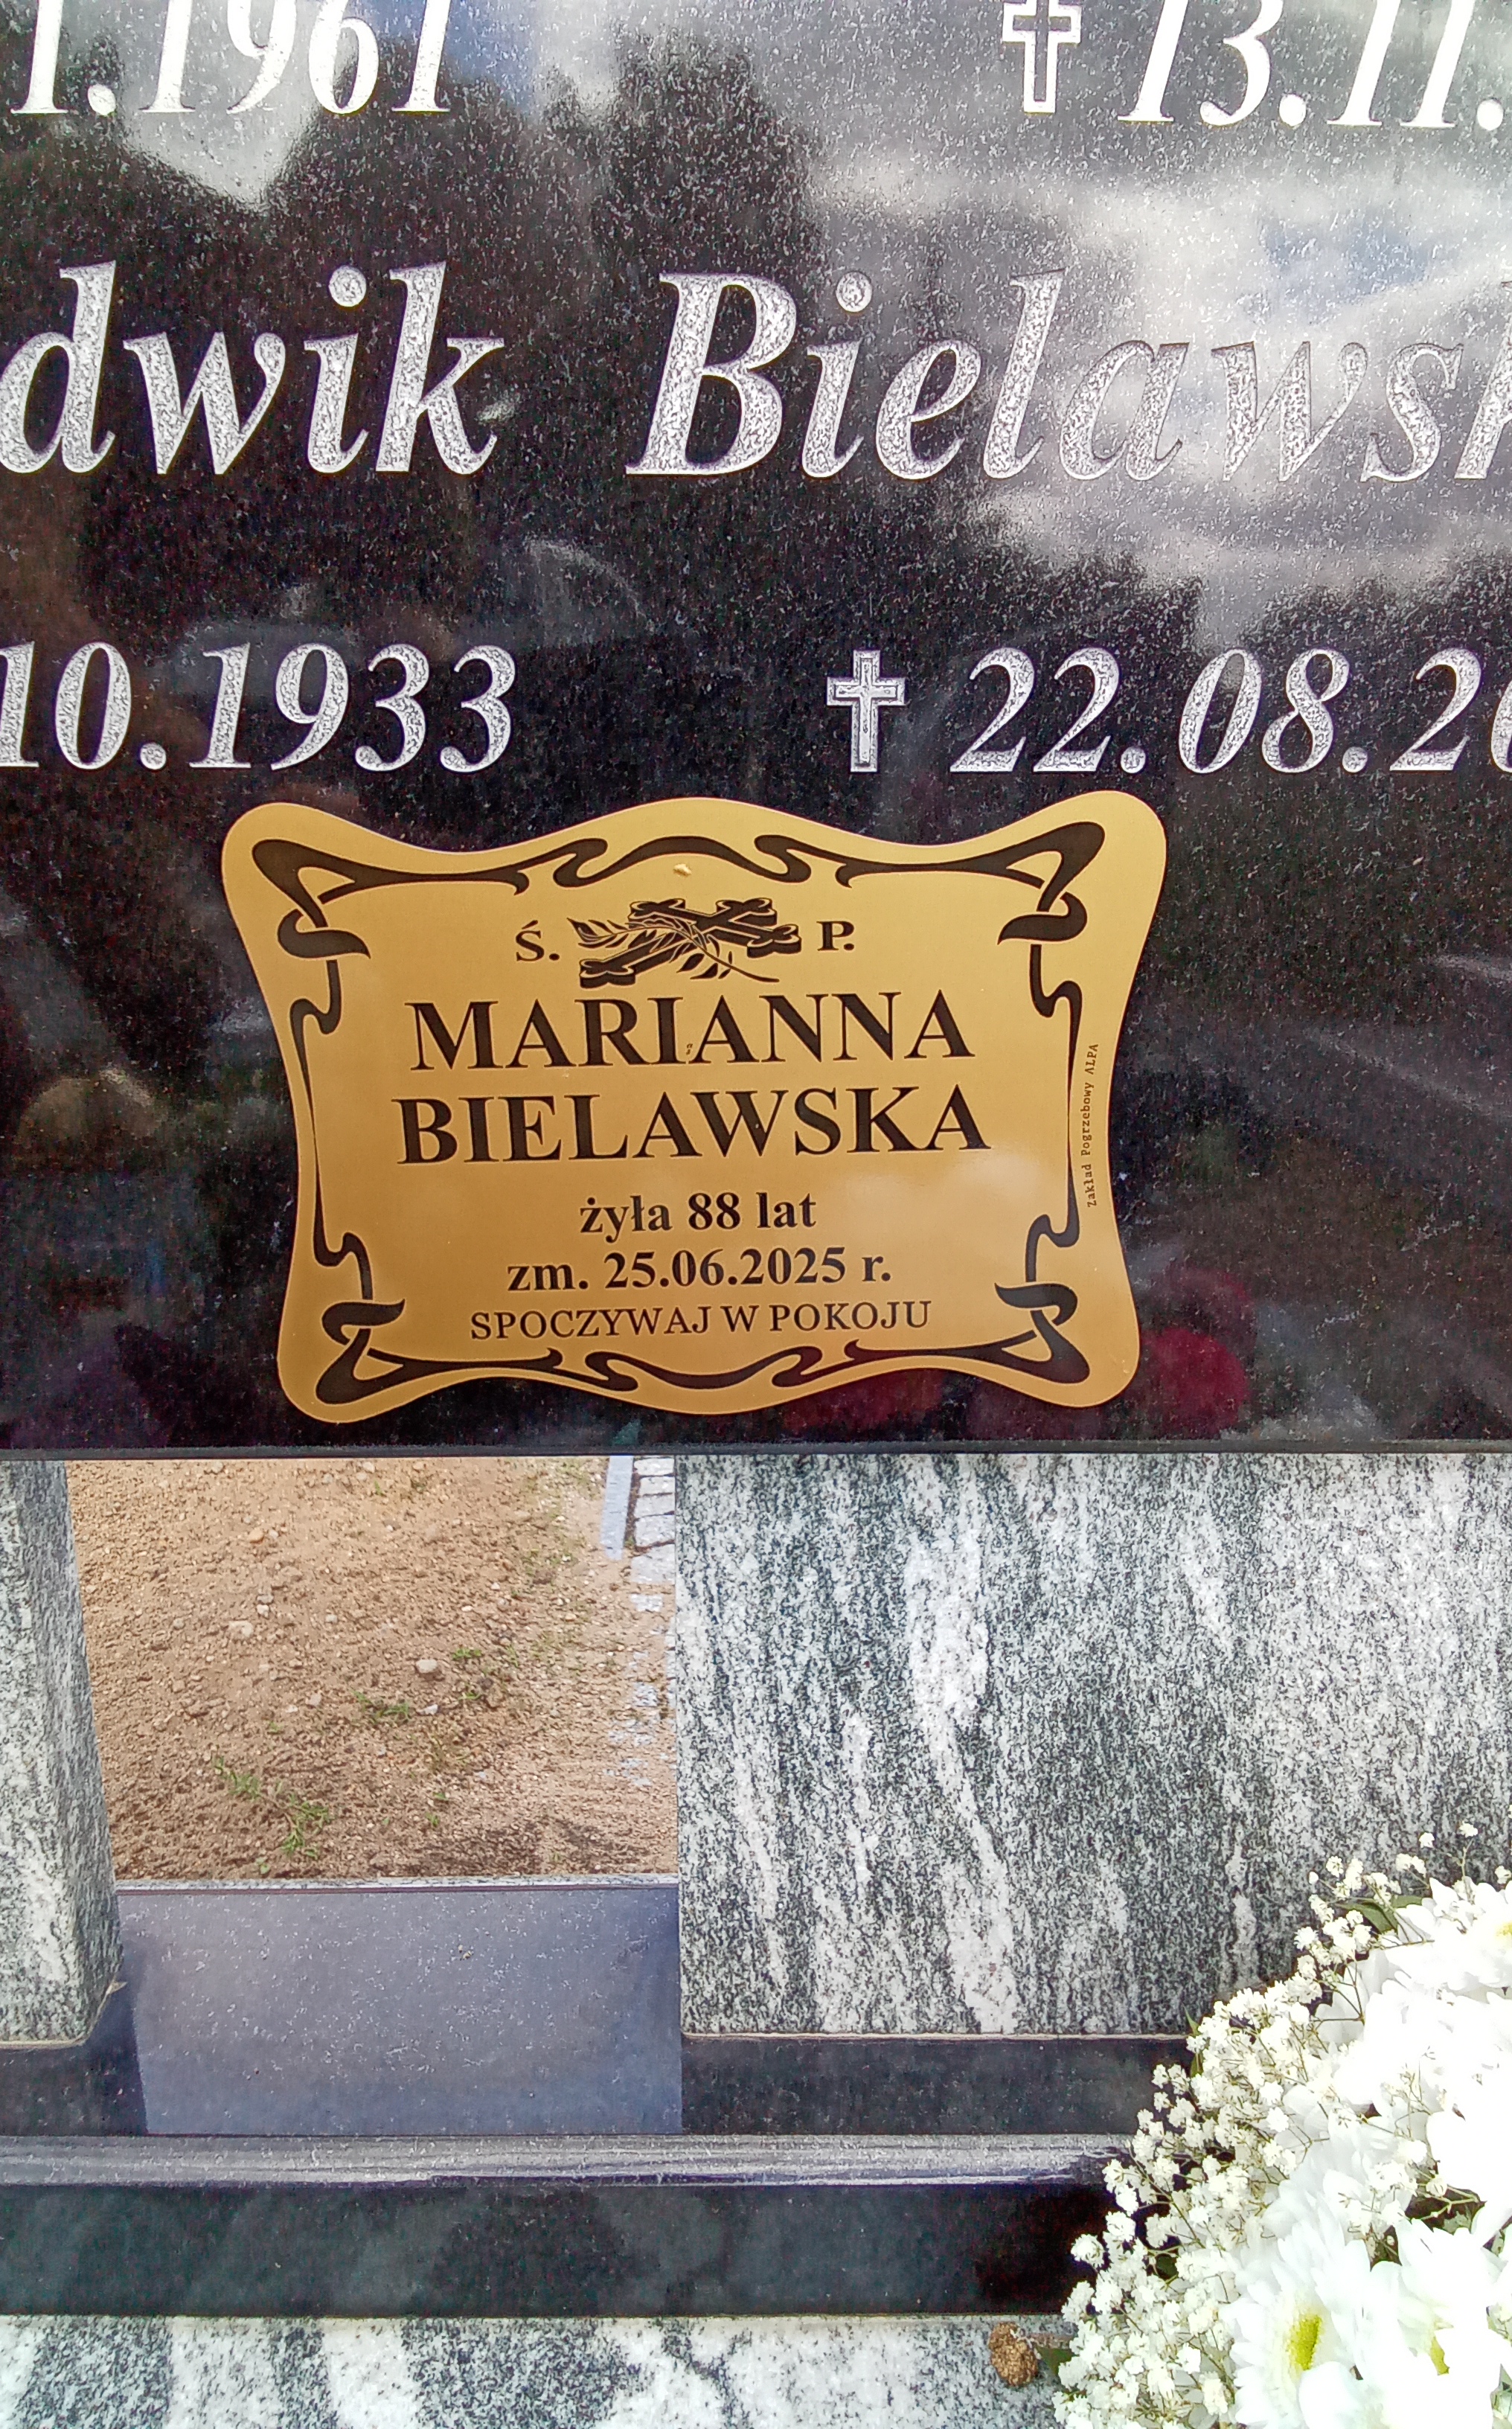 1.1961 ✝ 13.11.
dwik Bielawsk
10.1933 ✝ 22.08.20
Ś. P.
MARIANNA
BIELAWSKA
żyła 88 lat
zm. 25.06.2025 r.
SPOCZYWAJ W POKOJU
Zakład Pogrzebowy ALPA